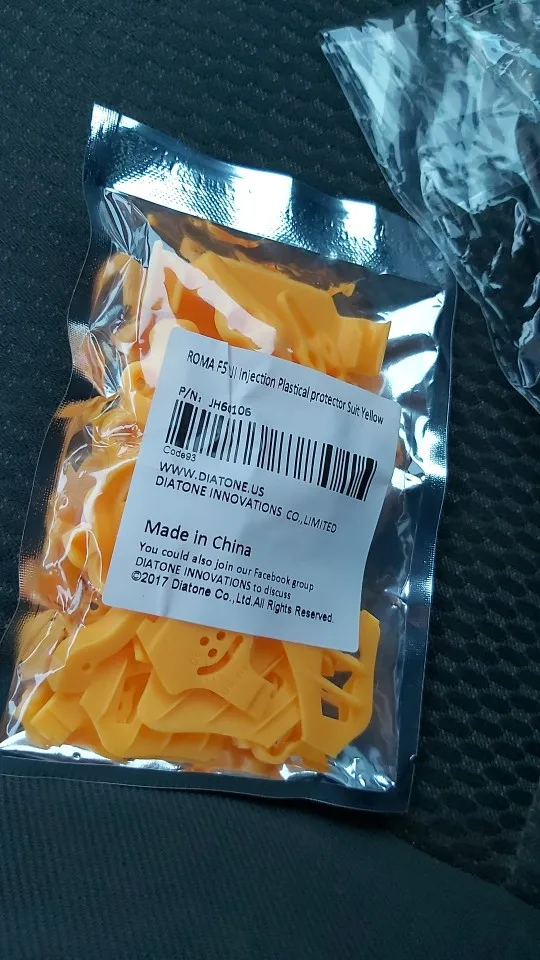 ROMA F5 Injection Plastical protector Suit Yellow
P/N: JH6106
Code93
WWW.DIATONE.US
DIATONE INNOVATIONS CO.,LIMITED
Made in China
You could also join our Facebook group
DIATONE INNOVATIONS to discuss
©2017 Diatone Co.,Ltd.All Rights Reserved.